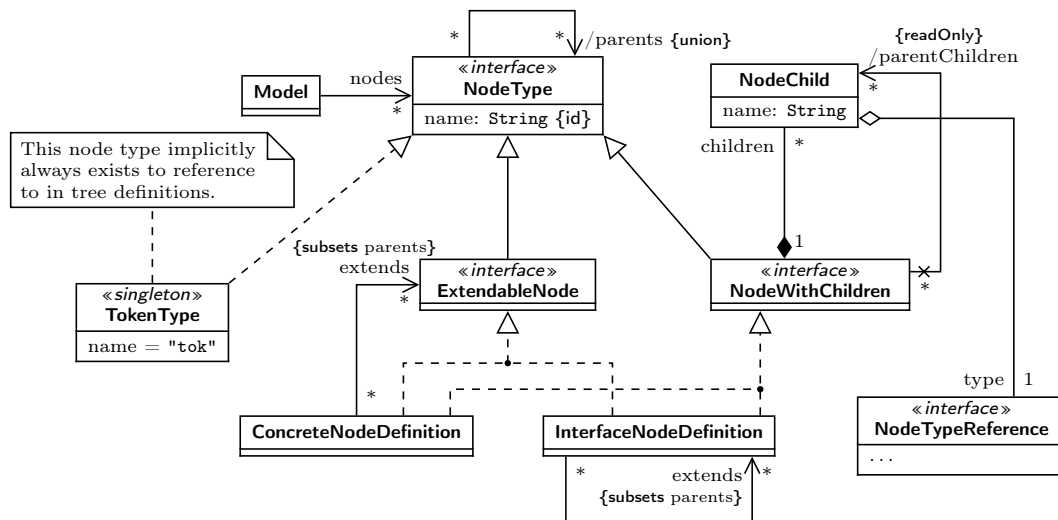 *
*
/parents {union}
{readOnly}
/parentChildren
*
nodes
*
«interface»
NodeType
name: String {id}
Model
NodeChild
name: String
children
*
This node type implicitly
always exists to reference
to in tree definitions.
{subsets parents}
extends
*
1
«interface»
ExtendableNode
«interface»
NodeWithChildren
*
«singleton»
TokenType
name = "tok"
*
type
1
ConcreteNodeDefinition
InterfaceNodeDefinition
«interface»
NodeTypeReference
...
*
extends
*
{subsets parents}